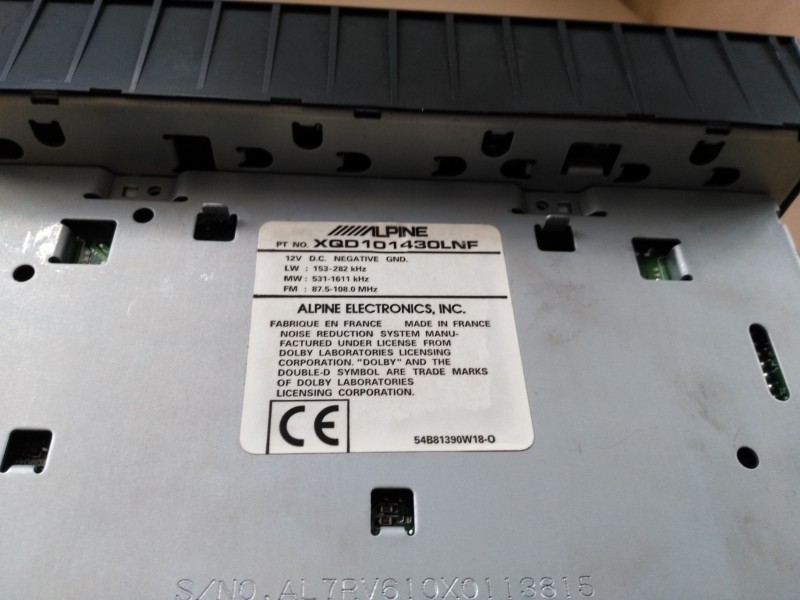 ALPINE
PT NO. XQD101430LNF
12V D.C. NEGATIVE GND.
LW : 153-282 kHz
MW : 531-1611 kHz
FM : 87.5-108.0 MHz
ALPINE ELECTRONICS, INC.
FABRIQUE EN FRANCE MADE IN FRANCE
NOISE REDUCTION SYSTEM MANU-
FACTURED UNDER LICENSE FROM
DOLBY LABORATORIES LICENSING
CORPORATION. "DOLBY" AND THE
DOUBLE-D SYMBOL ARE TRADE MARKS
OF DOLBY LABORATORIES
LICENSING CORPORATION.
CE
54B81390W18-O
S/NO.AL7RV610X0113815